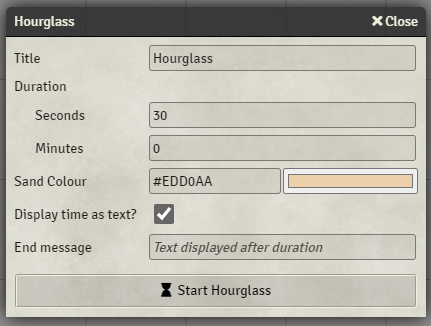 Hourglass
Close
Title
Hourglass
Duration
Seconds
30
Minutes
0
Sand Colour
#EDD0AA
Display time as text?
End message
Text displayed after duration
Start Hourglass